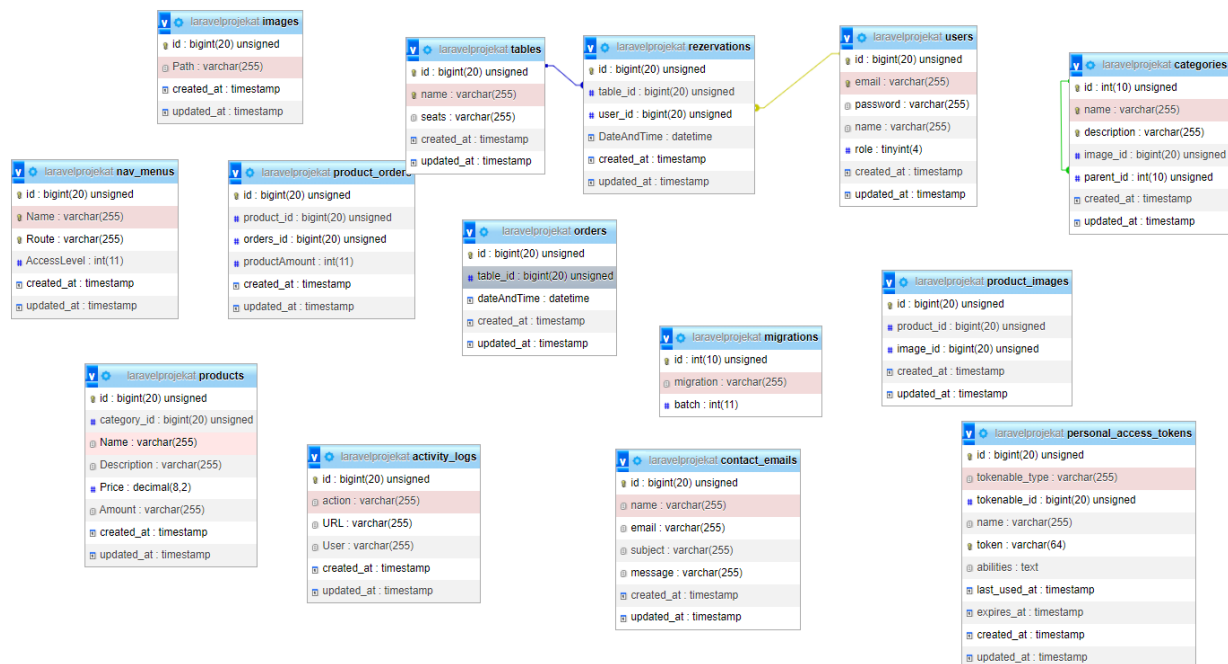 laravelprojekat images
id : bigint(20) unsigned
Path : varchar(255)
created_at : timestamp
updated_at : timestamp
laravelprojekat tables
id : bigint(20) unsigned
name : varchar(255)
seats : varchar(255)
created_at : timestamp
updated_at : timestamp
laravelprojekat rezervations
id : bigint(20) unsigned
table_id : bigint(20) unsigned
user_id : bigint(20) unsigned
DateAndTime : datetime
created_at : timestamp
updated_at : timestamp
laravelprojekat users
id : bigint(20) unsigned
email : varchar(255)
password : varchar(255)
name : varchar(255)
role : tinyint(4)
created_at : timestamp
updated_at : timestamp
laravelprojekat categories
id : int(10) unsigned
name : varchar(255)
description : varchar(255)
image_id : bigint(20) unsigned
parent_id : int(10) unsigned
created_at : timestamp
updated_at : timestamp
laravelprojekat nav_menus
id : bigint(20) unsigned
Name : varchar(255)
Route : varchar(255)
AccessLevel : int(11)
created_at : timestamp
updated_at : timestamp
laravelprojekat product_orders
id : bigint(20) unsigned
product_id : bigint(20) unsigned
orders_id : bigint(20) unsigned
productAmount : int(11)
created_at : timestamp
updated_at : timestamp
laravelprojekat orders
id : bigint(20) unsigned
table_id : bigint(20) unsigned
dateAndTime : datetime
created_at : timestamp
updated_at : timestamp
laravelprojekat product_images
id : bigint(20) unsigned
product_id : bigint(20) unsigned
image_id : bigint(20) unsigned
created_at : timestamp
updated_at : timestamp
laravelprojekat migrations
id : int(10) unsigned
migration : varchar(255)
batch : int(11)
laravelprojekat products
id : bigint(20) unsigned
category_id : bigint(20) unsigned
Name : varchar(255)
Description : varchar(255)
Price : decimal(8,2)
Amount : varchar(255)
created_at : timestamp
updated_at : timestamp
laravelprojekat activity_logs
id : bigint(20) unsigned
action : varchar(255)
URL : varchar(255)
User : varchar(255)
created_at : timestamp
updated_at : timestamp
laravelprojekat contact_emails
id : bigint(20) unsigned
name : varchar(255)
email : varchar(255)
subject : varchar(255)
message : varchar(255)
created_at : timestamp
updated_at : timestamp
laravelprojekat personal_access_tokens
id : bigint(20) unsigned
tokenable_type : varchar(255)
tokenable_id : bigint(20) unsigned
name : varchar(255)
token : varchar(64)
abilities : text
last_used_at : timestamp
expires_at : timestamp
created_at : timestamp
updated_at : timestamp